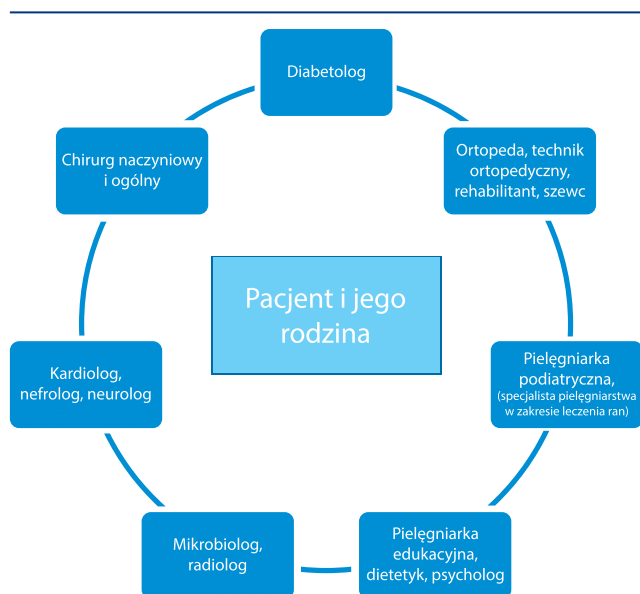 Diabetolog
Ortopeda, technik
ortopedyczny,
rehabilitant, szewc
Pielęgniarka
podiatryczna,
(specjalista pielęgniarstwa
w zakresie leczenia ran)
Pielęgniarka
edukacyjna,
dietetyk, psycholog
Mikrobiolog,
radiolog
Kardiolog,
nefrolog, neurolog
Chirurg naczyniowy
i ogólny
Pacjent i jego
rodzina